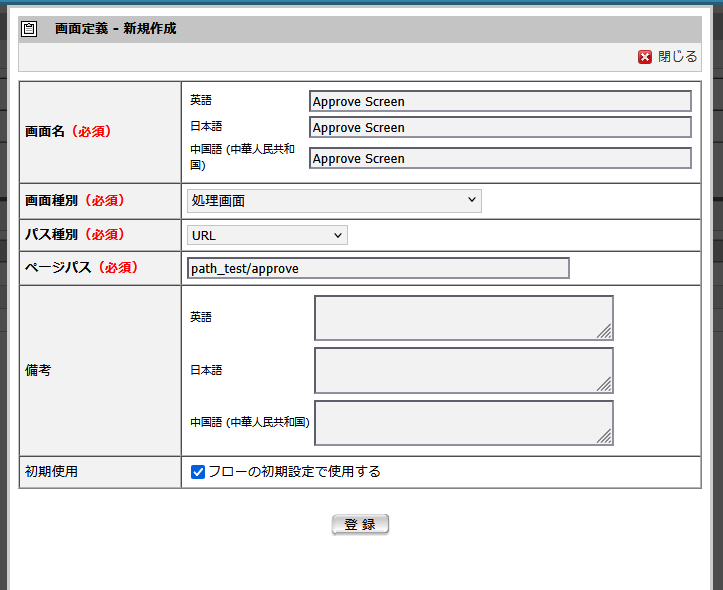 画面定義 - 新規作成
閉じる
画面名（必須）
英語
Approve Screen
日本語
Approve Screen
中国語 (中華人民共和
国)
Approve Screen
画面種別（必須）
処理画面
パス種別（必須）
URL
ページパス（必須）
path_test/approve
備考
英語
日本語
中国語 (中華人民共和国)
初期使用
フローの初期設定で使用する
登 録